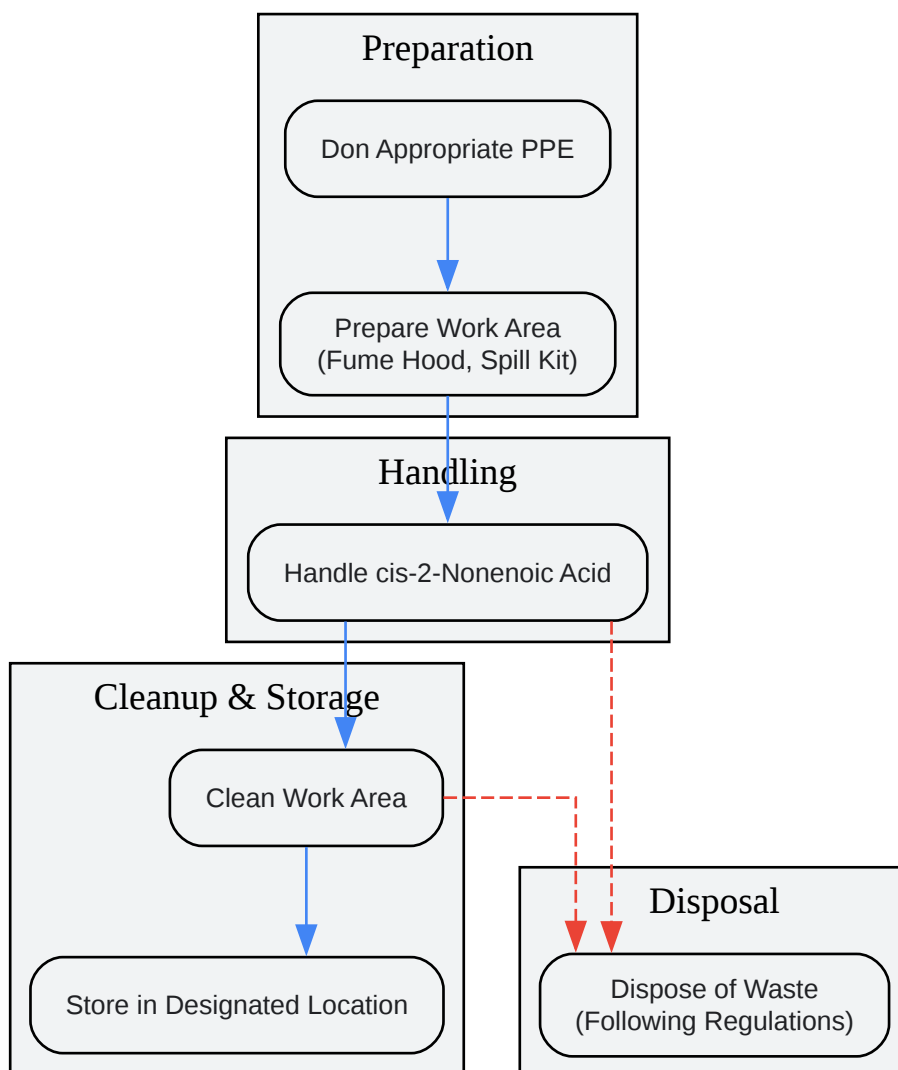 Preparation
Don Appropriate PPE
Prepare Work Area
(Fume Hood, Spill Kit)
Handling
Handle cis-2-Nonenoic Acid
Cleanup & Storage
Clean Work Area
Store in Designated Location
Disposal
Dispose of Waste
(Following Regulations)